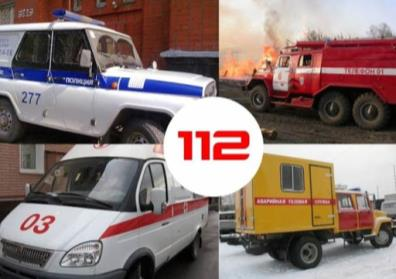 ПОЛИЦИЯ
277
ТЕЛЕФОН 01
112
03
АВАРИЙНАЯ ГАЗОВАЯ
СЛУЖБА